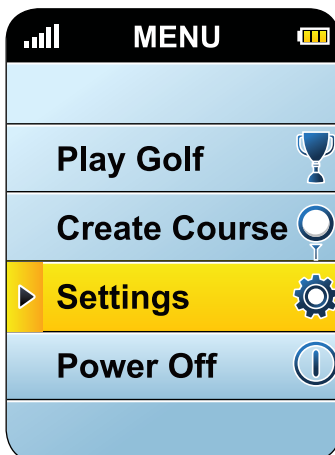 MENU
Play Golf
Create Course
Settings
Power Off